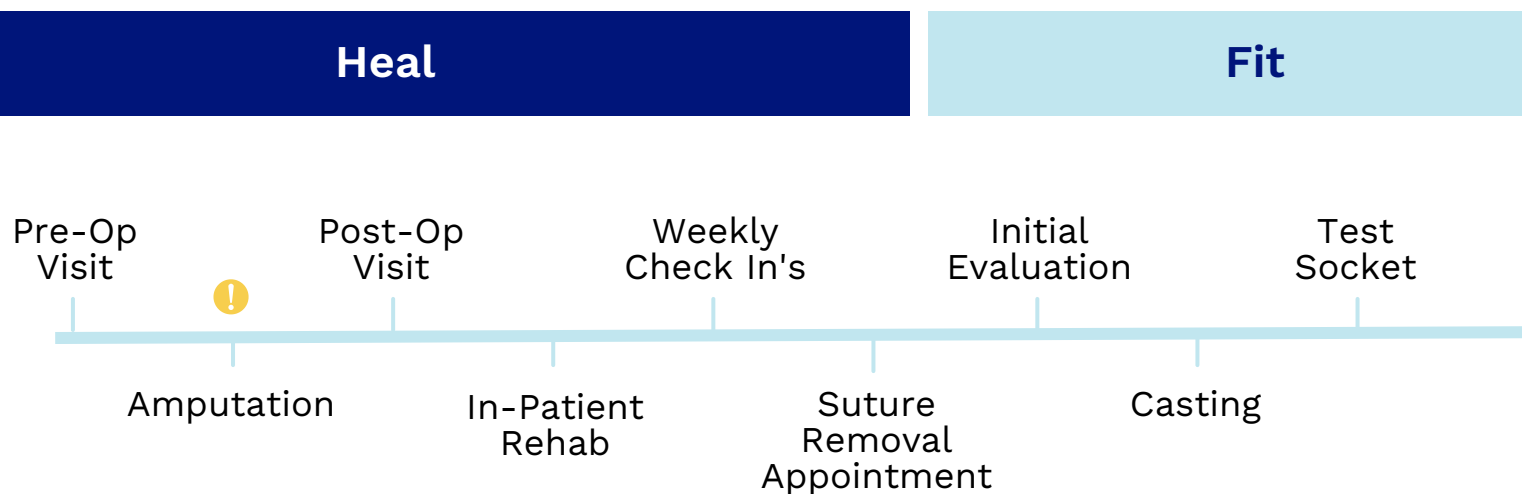 Heal
Fit
Pre-Op
Visit
Post-Op
Visit
Weekly
Check In's
Initial
Evaluation
Test
Socket
!
Amputation
In-Patient
Rehab
Suture
Removal
Appointment
Casting